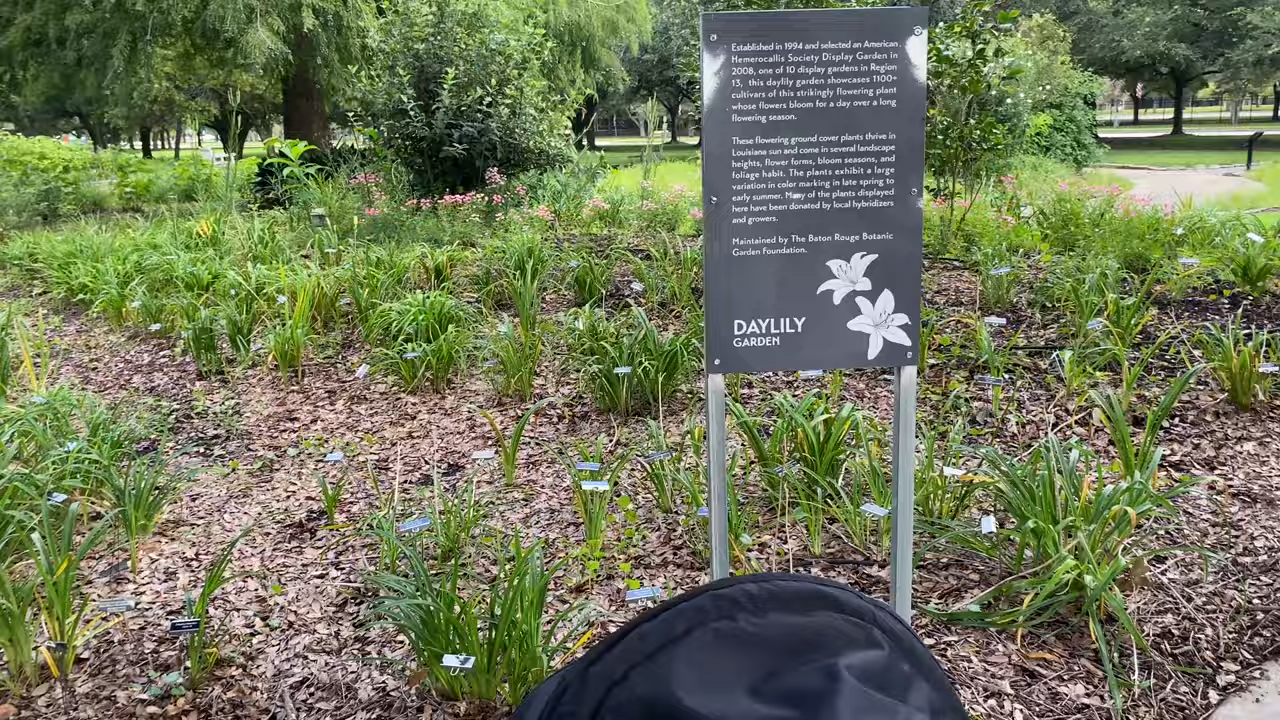 Established in 1994 and selected an American
Hemerocallis Society Display Garden in
2008, one of 10 display gardens in Region
13, this daylily garden showcases 1100+
cultivars of this strikingly flowering plant
whose flowers bloom for a day over a long
flowering season.
These flowering ground cover plants thrive in
Louisiana sun and come in several landscape
heights, flower forms, bloom seasons, and
foliage habit. The plants exhibit a large
variation in color marking in late spring to
early summer. Many of the plants displayed
here have been donated by local hybridizers
and growers.
Maintained by The Baton Rouge Botanic
Garden Foundation.
DAYLILY
GARDEN